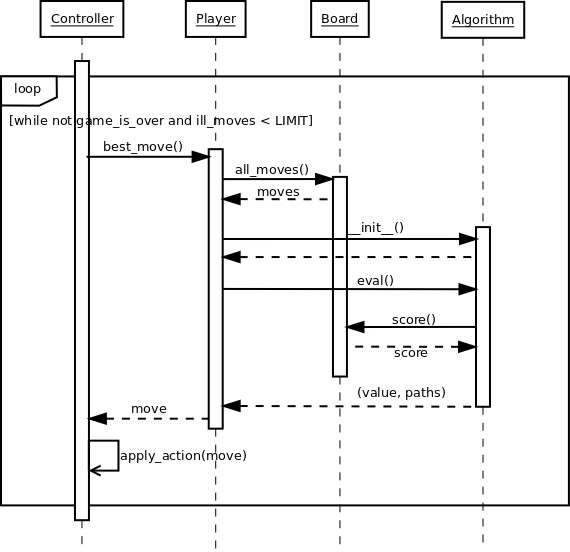 Controller
Player
Board
Algorithm
loop
[while not game_is_over and ill_moves < LIMIT]
best_move()
all_moves()
moves
__init__()
eval()
score()
score
(value, paths)
move
apply_action(move)